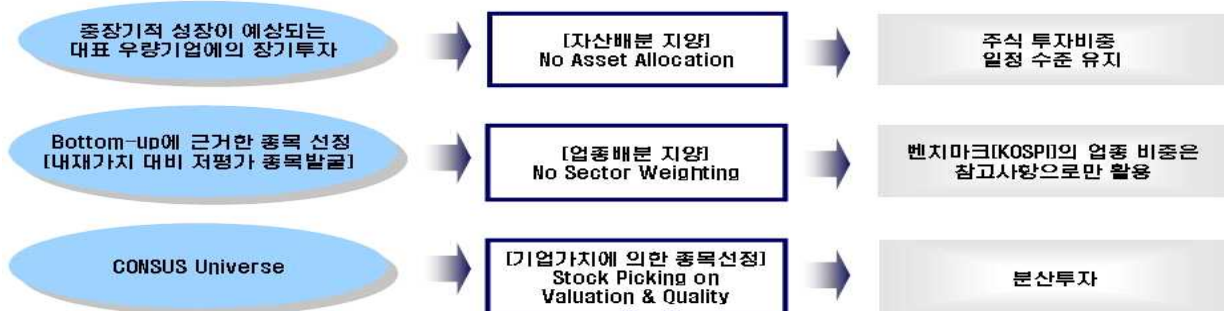 중장기적 성장이 예상되는
대표 우량기업에의 장기투자
[자산배분 지양]
No Asset Allocation
주식 투자비중
일정 수준 유지
Bottom-up에 근거한 종목 선정
[내재가치 대비 저평가 종목발굴]
[업종배분 지양]
No Sector Weighting
벤치마크[KOSPI]의 업종 비중은
참고사항으로만 활용
CONSUS Universe
[기업가치에 의한 종목선정]
Stock Picking on
Valuation & Quality
분산투자